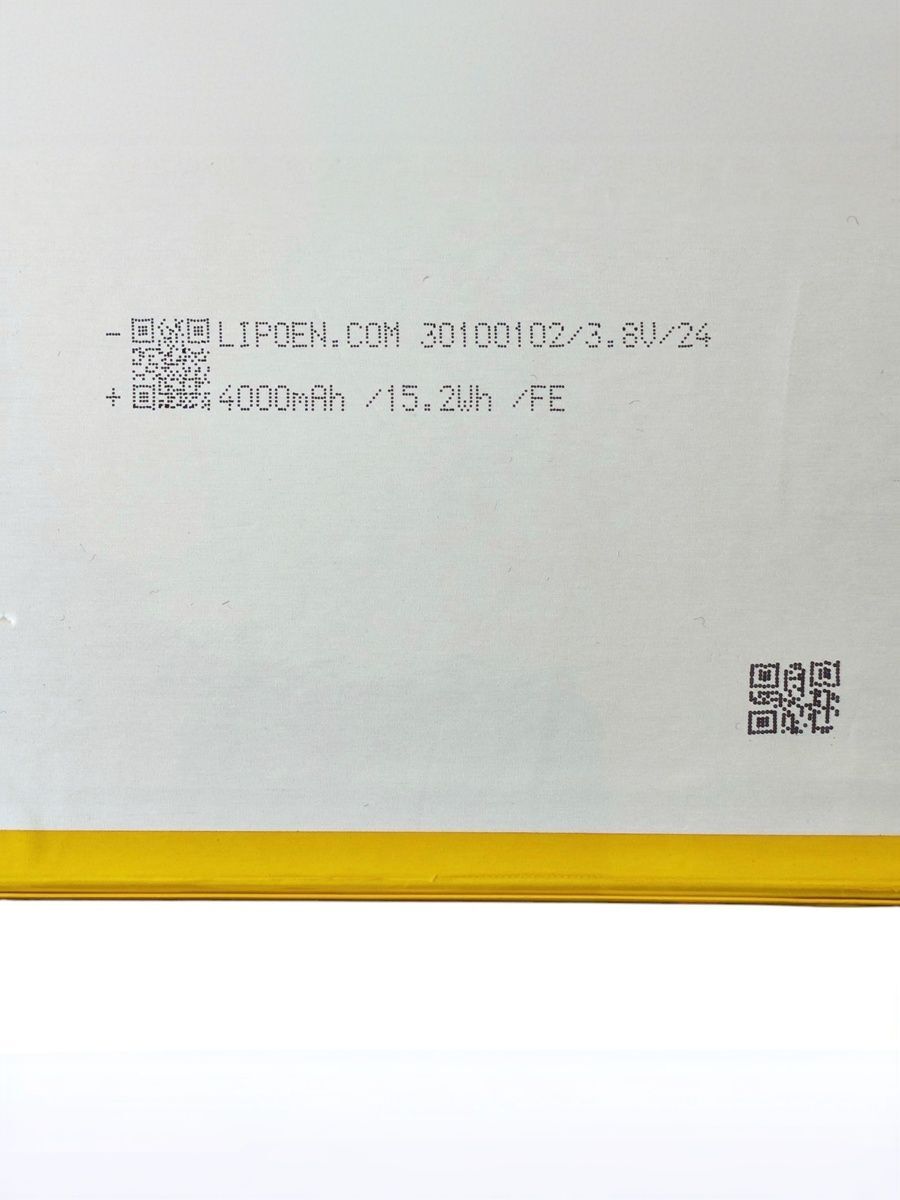 - LIPOEN.COM 30100102/3.8V/24
+ 4000mAh /15.2Wh /FE